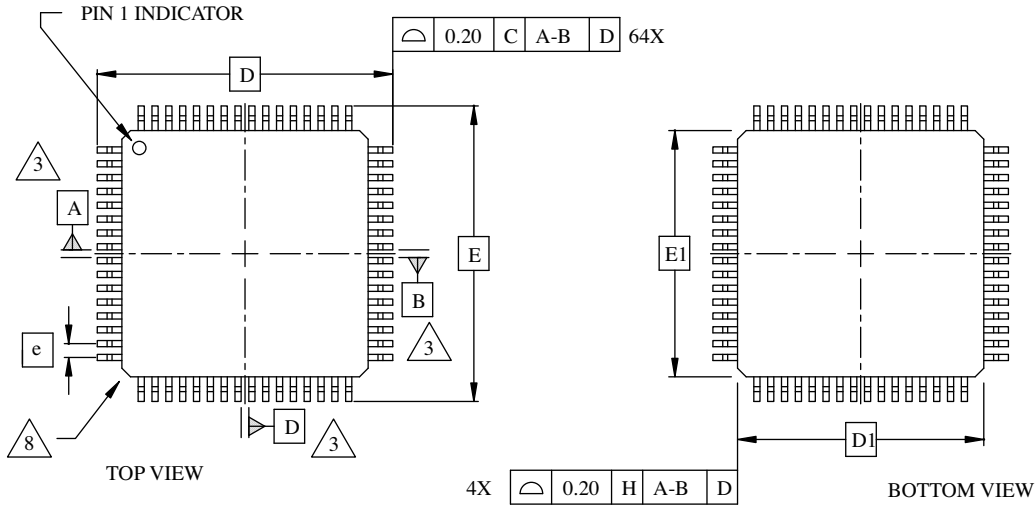 PIN 1 INDICATOR
0.20 C A-B D 64X
D
3
A
E
E1
B
e
3
8
D
3
D1
TOP VIEW
4X 0.20 H A-B D
BOTTOM VIEW